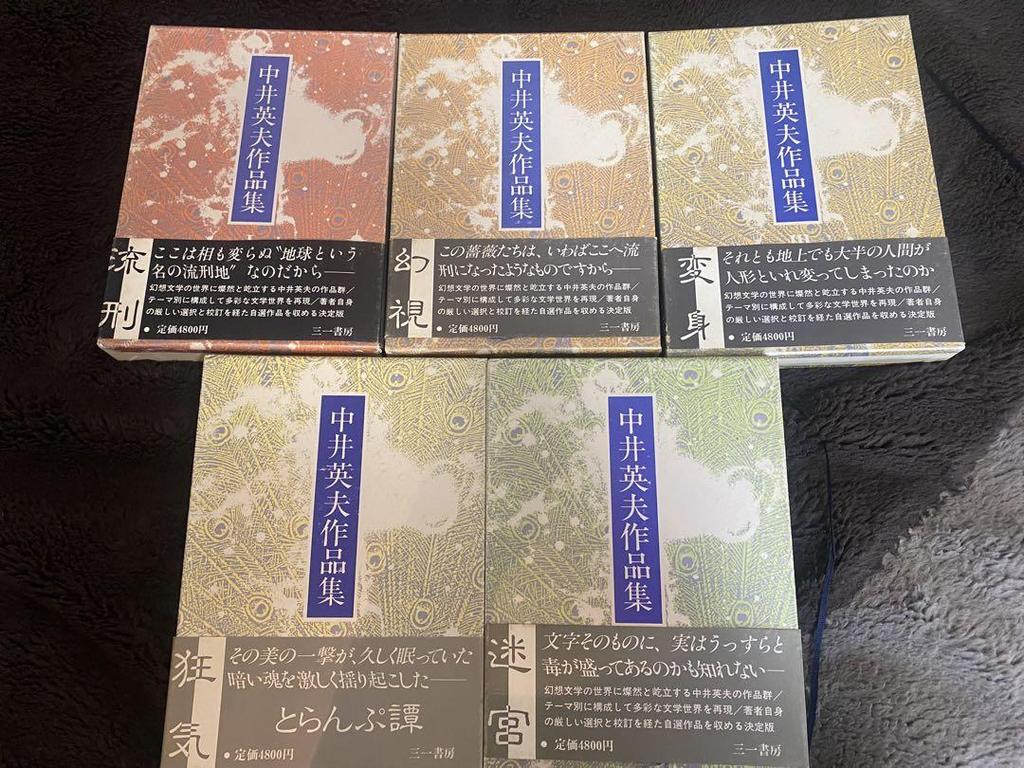 中井英夫作品集
流刑
ここは相も変らぬ〝地球という
名の流刑地〟なのだから――
幻想文学の世界に燦然と屹立する中井英夫の作品群/
テーマ別に構成して多彩な文学世界を再現/著者自身
の厳しい選択と校訂を経た自選作品を収める決定版
● 定価4800円
三一書房
中井英夫作品集
幻視
この薔薇たちは、いわばここへ流
刑になったようなものですから――
幻想文学の世界に燦然と屹立する中井英夫の作品群/
テーマ別に構成して多彩な文学世界を再現/著者自身
の厳しい選択と校訂を経た自選作品を収める決定版
● 定価4800円
三一書房
中井英夫作品集
変身
それとも地上でも大半の人間が
人形といれ変ってしまったのか
幻想文学の世界に燦然と屹立する中井英夫の作品群/
テーマ別に構成して多彩な文学世界を再現/著者自身
の厳しい選択と校訂を経た自選作品を収める決定版
● 定価4800円
三一書房
中井英夫作品集
狂気
その美の一撃が、久しく眠っていた
暗い魂を激しく揺り起こした――
とらんぷ譚
● 定価4800円
三一書房
中井英夫作品集
迷宮
文字そのものに、実はうっすらと
毒が盛ってあるのかも知れない―
幻想文学の世界に燦然と屹立する中井英夫の作品群/
テーマ別に構成して多彩な文学世界を再現/著者自身
の厳しい選択と校訂を経た自選作品を収める決定版
● 定価4800円
三一書房